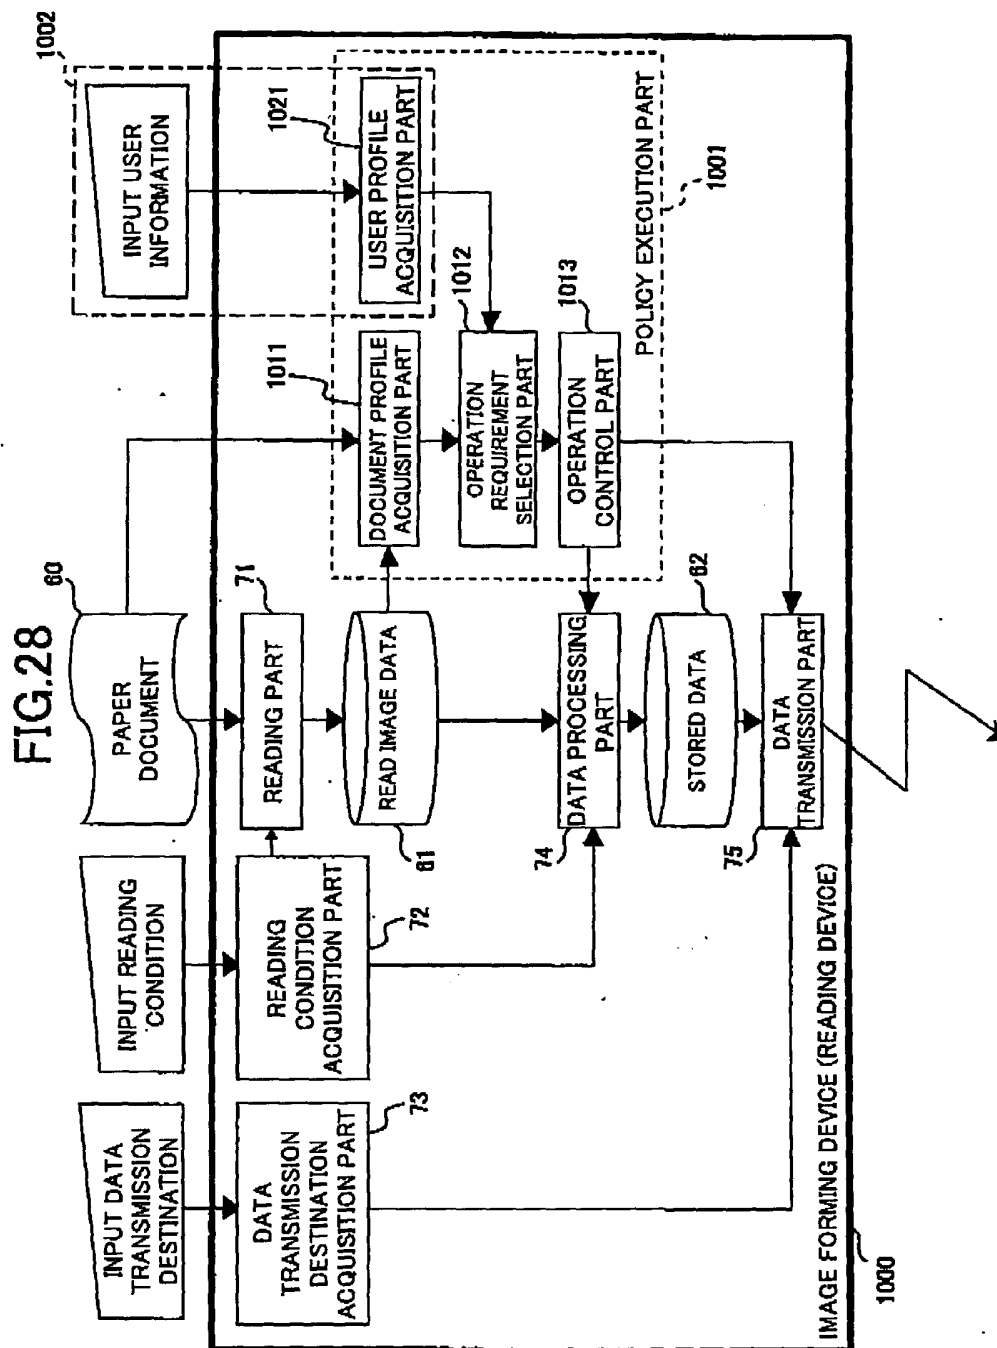 FIG.28
INPUT DATA
TRANSMISSION
DESTINATION
INPUT READING
CONDITION
PAPER
DOCUMENT
60
INPUT USER
INFORMATION
1002
DATA
TRANSMISSION
DESTINATION
ACQUISITION PART
73
READING
CONDITION
ACQUISITION PART
72
READING PART
71
READ IMAGE DATA
61
DOCUMENT PROFILE
ACQUISITION PART
1011
USER PROFILE
ACQUISITION PART
1021
OPERATION
REQUIREMENT
SELECTION PART
1012
OPERATION
CONTROL PART
1013
POLICY EXECUTION PART
1001
DATA PROCESSING
PART
74
STORED DATA
62
DATA
TRANSMISSION PART
75
IMAGE FORMING DEVICE (READING DEVICE)
1000